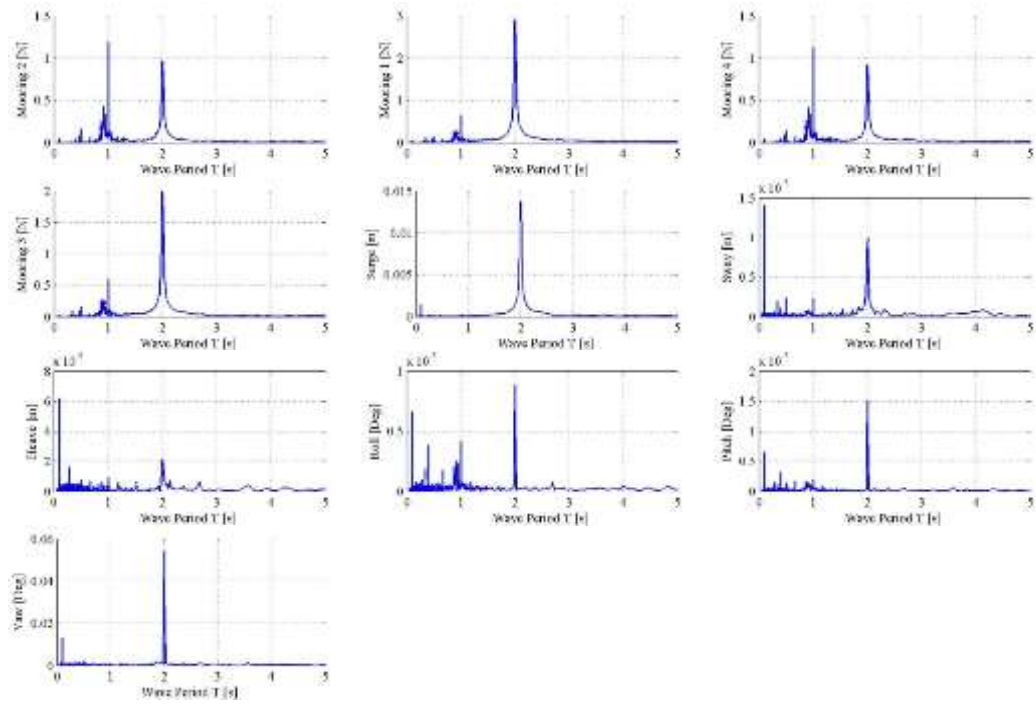 Mooring 2 [N]
1.5
1
0.5
0
0 1 2 3 4 5
Wave Period T [s]
Mooring 1 [N]
3
2
1
0
0 1 2 3 4 5
Wave Period T [s]
Mooring 4 [N]
1.5
1
0.5
0
0 1 2 3 4 5
Wave Period T [s]
Mooring 3 [N]
2
1.5
1
0.5
0
0 1 2 3 4 5
Wave Period T [s]
Surge [m]
0.015
0.01
0.005
0
0 1 2 3 4 5
Wave Period T [s]
Sway [m]
x 10
1.5
1
0.5
0
0 1 2 3 4 5
Wave Period T [s]
Heave [m]
x 10
8
6
4
2
0
0 1 2 3 4 5
Wave Period T [s]
Roll [Deg]
x 10
1
0.5
0
0 1 2 3 4 5
Wave Period T [s]
Pitch [Deg]
x 10
2
1.5
1
0.5
0
0 1 2 3 4 5
Wave Period T [s]
Yaw [Deg]
0.06
0.04
0.02
0
0 1 2 3 4 5
Wave Period T [s]